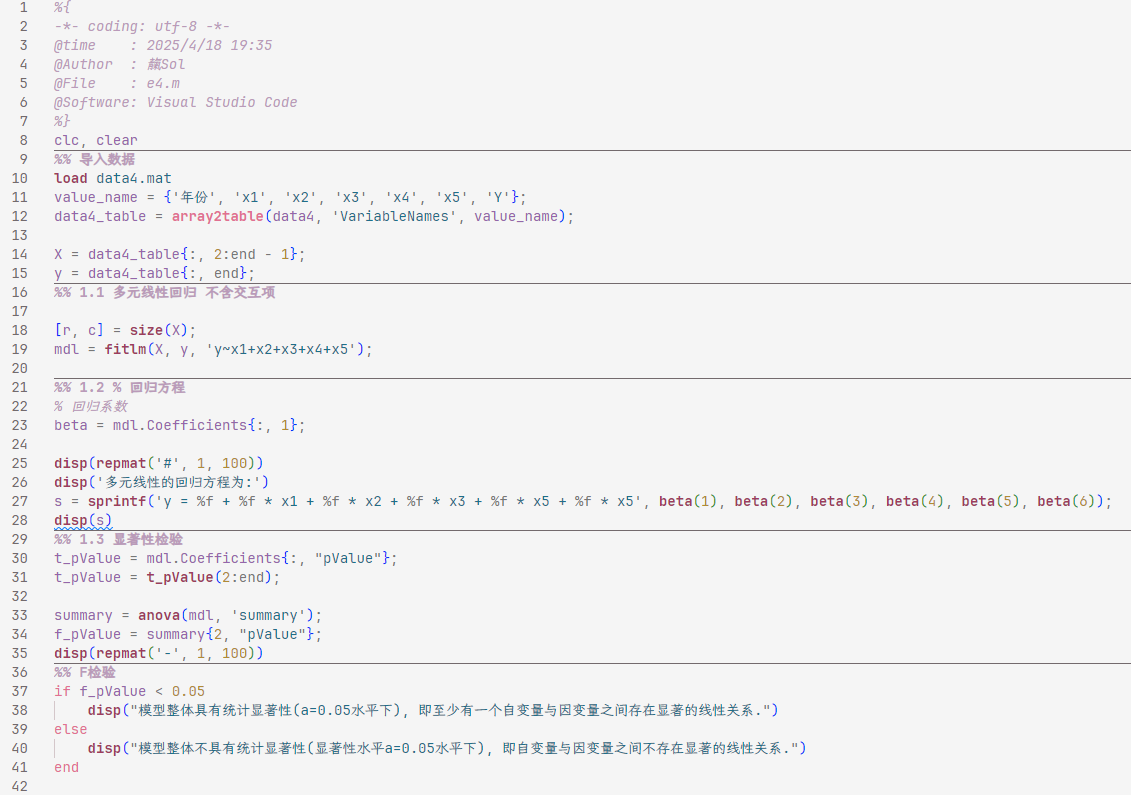 1 %{
2 -*- coding: utf-8 -*-
3 @time    : 2025/4/18 19:35
4 @Author  : 藕Sol
5 @File    : e4.m
6 @Software: Visual Studio Code
7 %}
8 clc, clear
9 %% 导入数据
10 load data4.mat
11 value_name = {'年份', 'x1', 'x2', 'x3', 'x4', 'x5', 'Y'};
12 data4_table = array2table(data4, 'VariableNames', value_name);
13
14 X = data4_table{:, 2:end - 1};
15 y = data4_table{:, end};
16 %% 1.1 多元线性回归 不含交互项
17
18 [r, c] = size(X);
19 mdl = fitlm(X, y, 'y~x1+x2+x3+x4+x5');
20
21 %% 1.2 % 回归方程
22 % 回归系数
23 beta = mdl.Coefficients{:, 1};
24
25 disp(repmat('#', 1, 100))
26 disp('多元线性的回归方程为:')
27 s = sprintf('y = %f + %f * x1 + %f * x2 + %f * x3 + %f * x5 + %f * x5', beta(1), beta(2), beta(3), beta(4), beta(5), beta(6));
28 disp(s)
29 %% 1.3 显著性检验
30 t_pValue = mdl.Coefficients{:, "pValue"};
31 t_pValue = t_pValue(2:end);
32
33 summary = anova(mdl, 'summary');
34 f_pValue = summary{2, "pValue"};
35 disp(repmat('-', 1, 100))
36 %% F检验
37 if f_pValue < 0.05
38     disp("模型整体具有统计显著性(a=0.05水平下), 即至少有一个自变量与因变量之间存在显著的线性关系.")
39 else
40     disp("模型整体不具有统计显著性(显著性水平a=0.05水平下), 即自变量与因变量之间不存在显著的线性关系.")
41 end
42